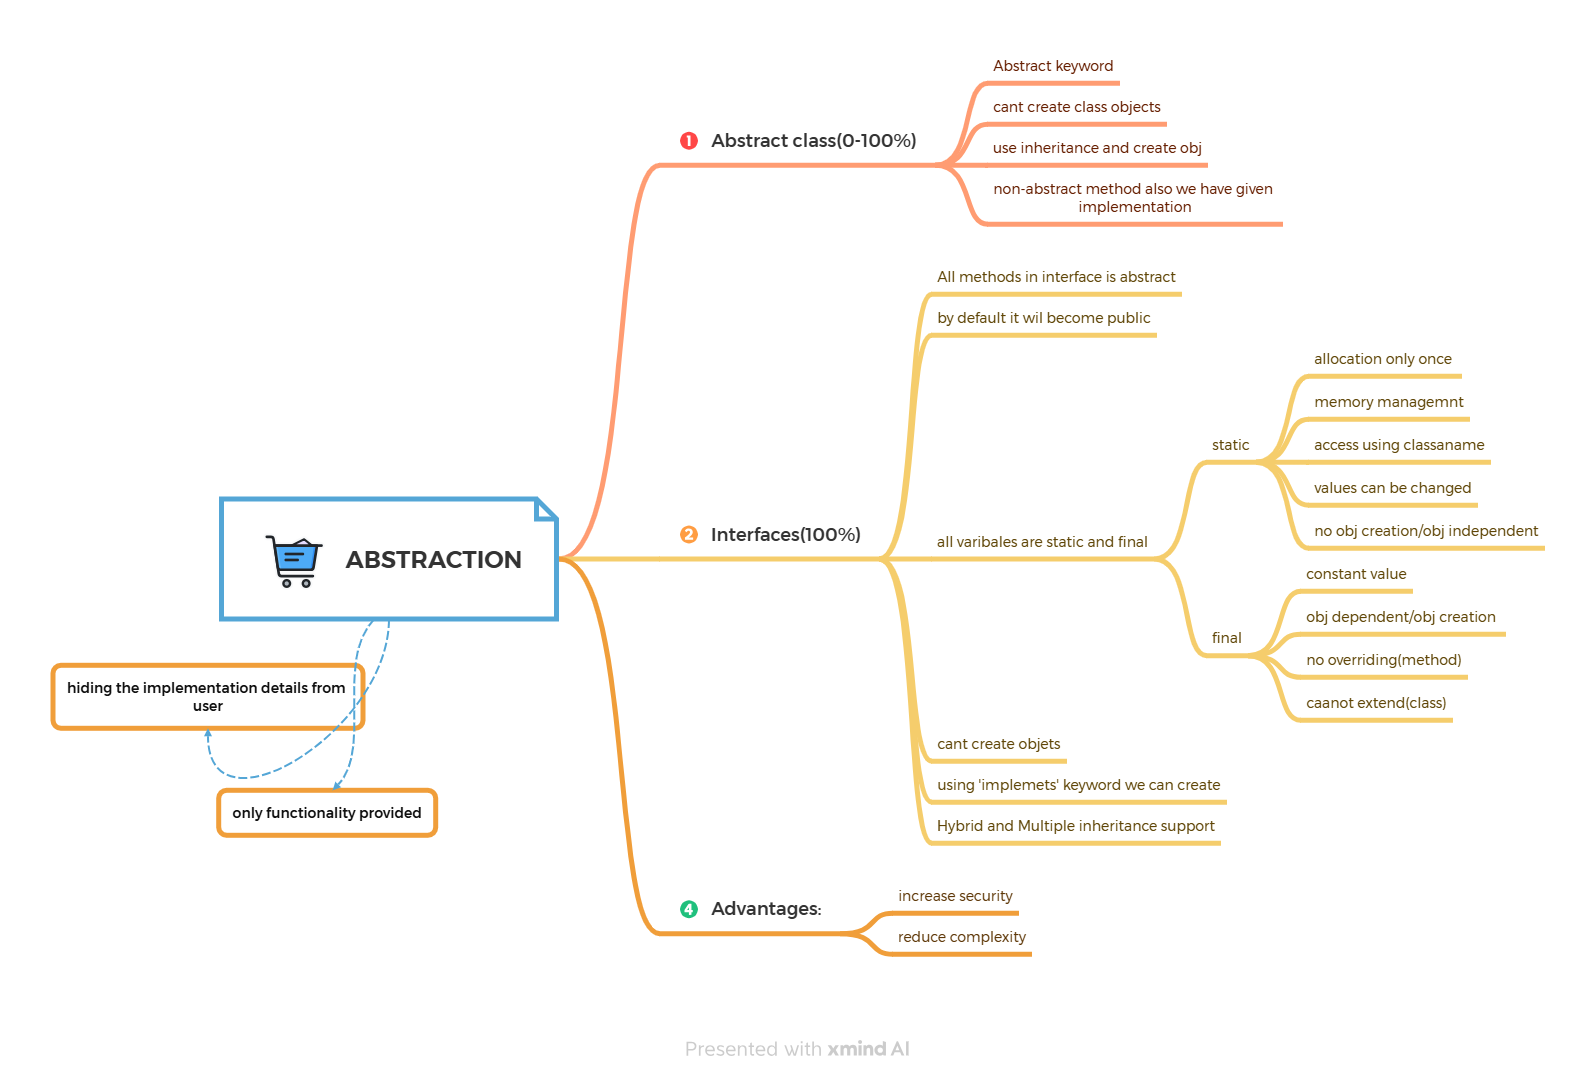 Abstract keyword
1 Abstract class(0-100%)
cant create class objects
use inheritance and create obj
non-abstract method also we have given
implementation
All methods in interface is abstract
by default it wil become public
allocation only once
memory managemnt
static
access using classaname
values can be changed
no obj creation/obj independent
2 Interfaces(100%)
all varibales are static and final
ABSTRACTION
constant value
obj dependent/obj creation
final
no overriding(method)
caanot extend(class)
hiding the implementation details from
user
only functionality provided
cant create objets
using 'implemets' keyword we can create
Hybrid and Multiple inheritance support
4 Advantages:
increase security
reduce complexity
Presented with xmind AI